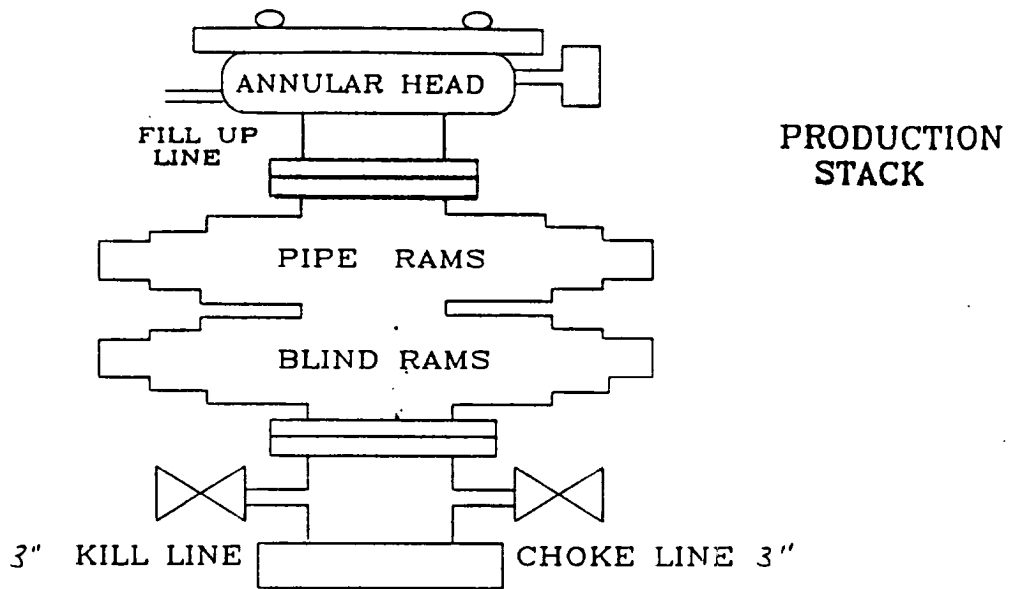 ANNULAR HEAD
FILL UP
LINE
PRODUCTION
STACK
PIPE RAMS
BLIND RAMS
3" KILL LINE
CHOKE LINE 3"